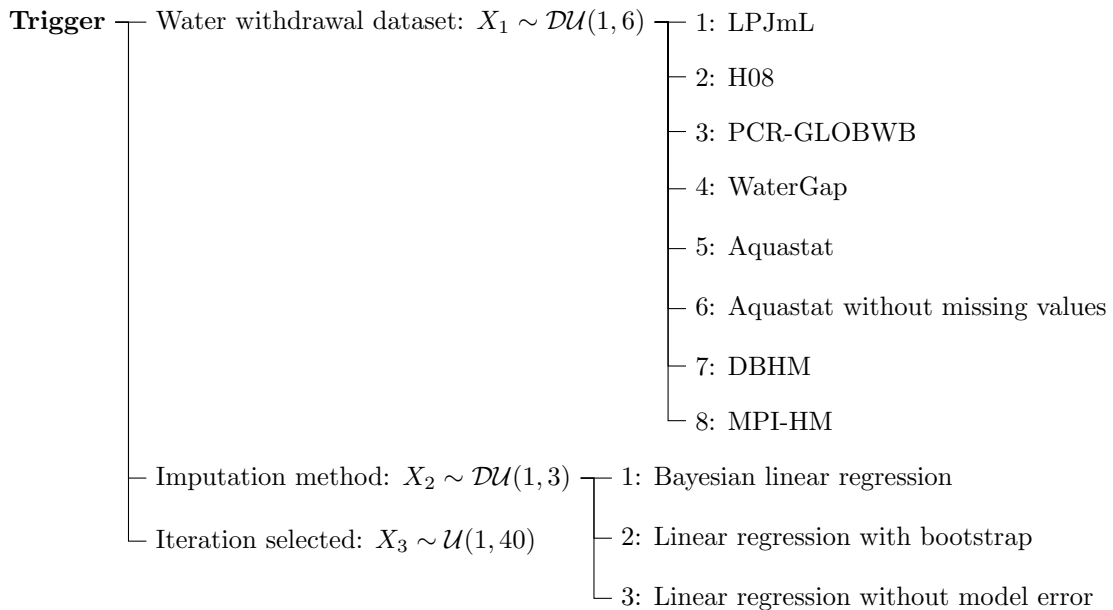 Trigger
Water withdrawal dataset: X₁ ∼ 𝒟𝒰(1, 6)
1: LPJmL
2: H08
3: PCR-GLOBWB
4: WaterGap
5: Aquastat
6: Aquastat without missing values
7: DBHM
8: MPI-HM
Imputation method: X₂ ∼ 𝒟𝒰(1, 3)
1: Bayesian linear regression
2: Linear regression with bootstrap
3: Linear regression without model error
Iteration selected: X₃ ∼ 𝒰(1, 40)